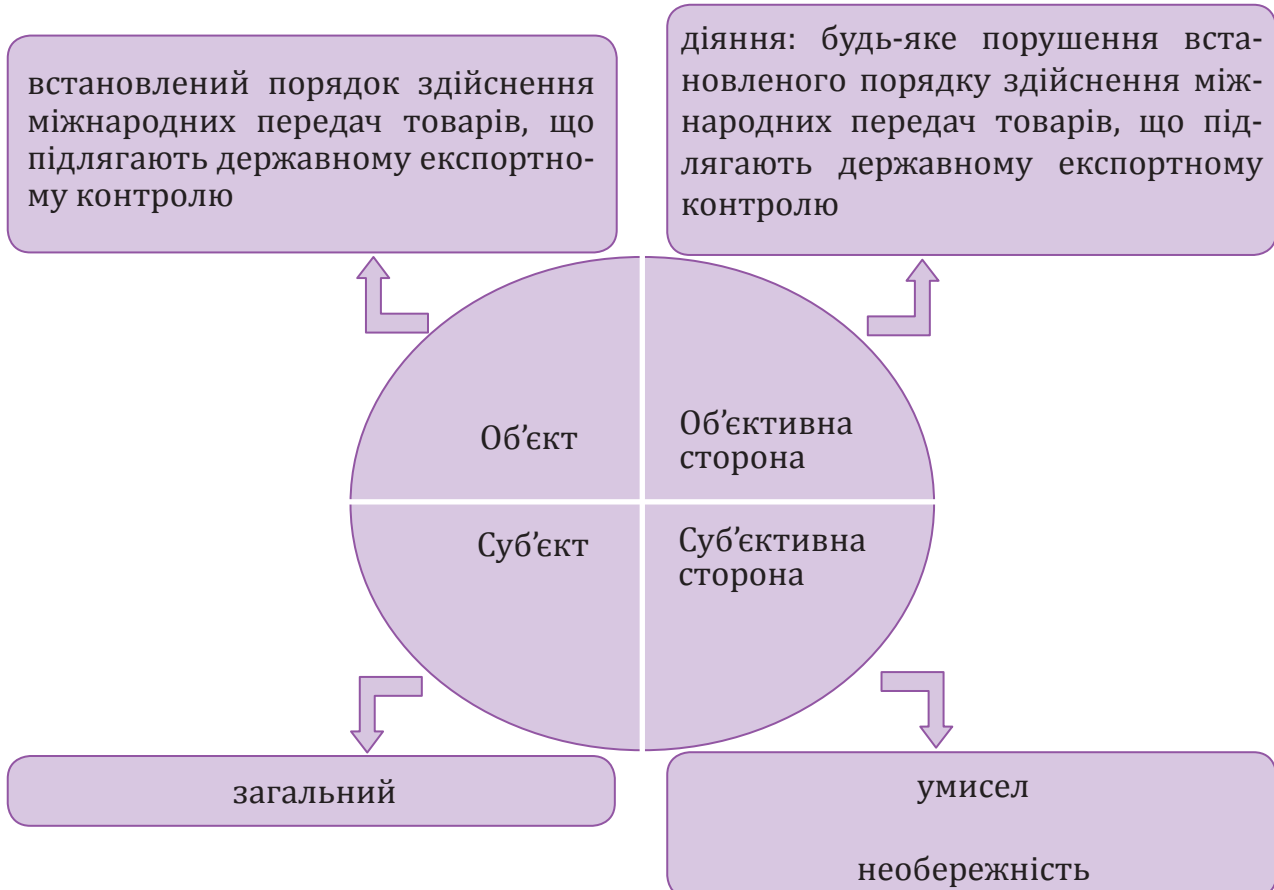 встановлений порядок здійснення
міжнародних передач товарів, що
підлягають державному експортно-
му контролю
діяння: будь-яке порушення вста-
новленого порядку здійснення між-
народних передач товарів, що під-
лягають державному експортному
контролю
Об’єкт
Об’єктивна
сторона
Суб’єкт
Суб’єктивна
сторона
загальний
умисел
необережність